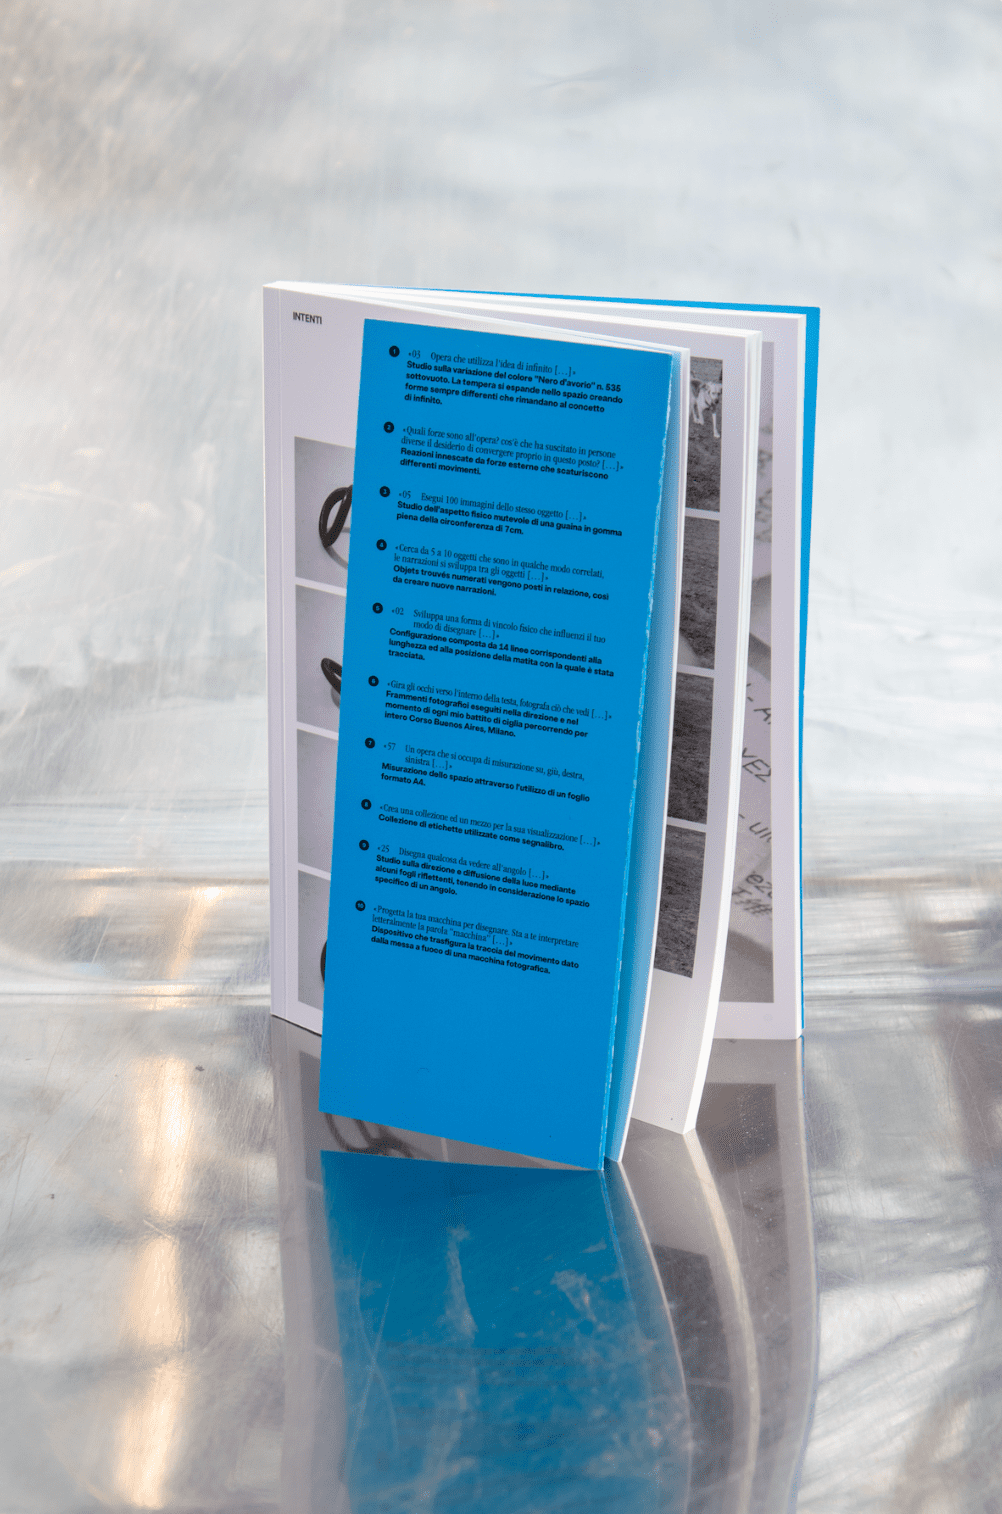 INTENTI
1 «03 Opera che utilizza l'idea di infinito [...]»
Studio sulla variazione del colore "Nero d'avorio" n. 535
sottovuoto. La tempera si espande nello spazio creando
forme sempre differenti che rimandano al concetto
di infinito.
2 «Quali forze sono all'opera? cos'è che ha suscitato in persone
diverse il desiderio di convergere proprio in questo posto? [...]»
Reazioni innescate da forze esterne che scaturiscono
differenti movimenti.
3 «05 Esegui 100 immagini dello stesso oggetto [...]»
Studio dell'aspetto fisico mutevole di una guaina in gomma
piena della circonferenza di 7cm.
4 «Cerca da 5 a 10 oggetti che sono in qualche modo correlati,
le narrazioni si sviluppa tra gli oggetti [...]»
Objets trouvés numerati vengono posti in relazione, così
da creare nuove narrazioni.
5 «02 Sviluppa una forma di vincolo fisico che influenzi il tuo
modo di disegnare [...]»
Configurazione composta da 14 linee corrispondenti alla
lunghezza ed alla posizione della matita con la quale è stata
tracciata.
6 «Gira gli occhi verso l'interno della testa, fotografa ciò che vedi [...]»
Frammenti fotografici eseguiti nella direzione e nel
momento di ogni mio battito di ciglia percorrendo per
intero Corso Buenos Aires, Milano.
7 «57 Un opera che si occupa di misurazione su, giù, destra,
sinistra [...]»
Misurazione dello spazio attraverso l'utilizzo di un foglio
formato A4.
8 «Crea una collezione ed un mezzo per la sua visualizzazione [...]»
Collezione di etichette utilizzate come segnalibro.
9 «25 Disegna qualcosa da vedere all'angolo [...]»
Studio sulla direzione e diffusione della luce mediante
alcuni fogli riflettenti, tenendo in considerazione lo spazio
specifico di un angolo.
10 «Progetta la tua macchina per disegnare. Sta a te interpretare
letteralmente la parola "macchina" [...]»
Dispositivo che trasfigura la traccia del movimento dato
dalla messa a fuoco di una macchina fotografica.